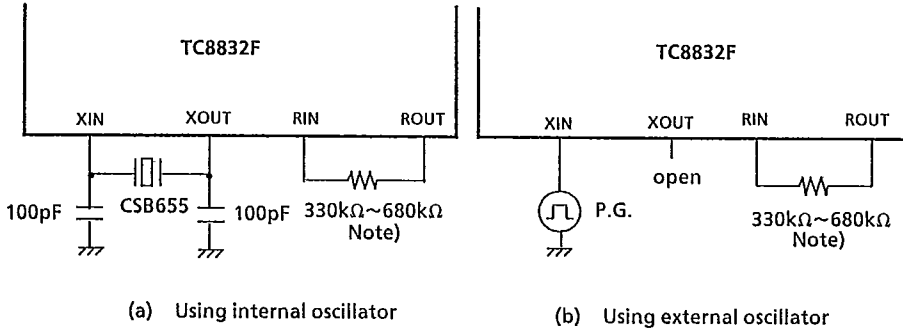 TC8832F
XIN XOUT RIN ROUT
100pF CSB655 100pF 330kΩ~680kΩ
Note)
(a) Using internal oscillator
TC8832F
XIN XOUT RIN ROUT
open
P.G. 330kΩ~680kΩ
Note)
(b) Using external oscillator